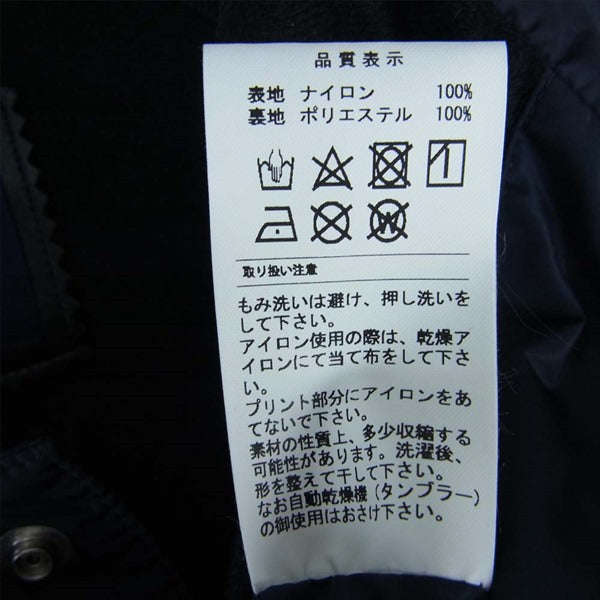 品質表示
表地 ナイロン 100%
裏地 ポリエステル 100%
W
取り扱い注意
もみ洗いは避け、押し洗いを
して下さい。
アイロン使用の際は、乾燥ア
イロンにて当て布をして下さ
い。
プリント部分にアイロンをあ
てないで下さい。
素材の性質上、多少収縮する
可能性があります。洗濯後、
形を整えて干して下さい。
なお自動乾燥機(タンブラー)
の御使用はおさけ下さい。